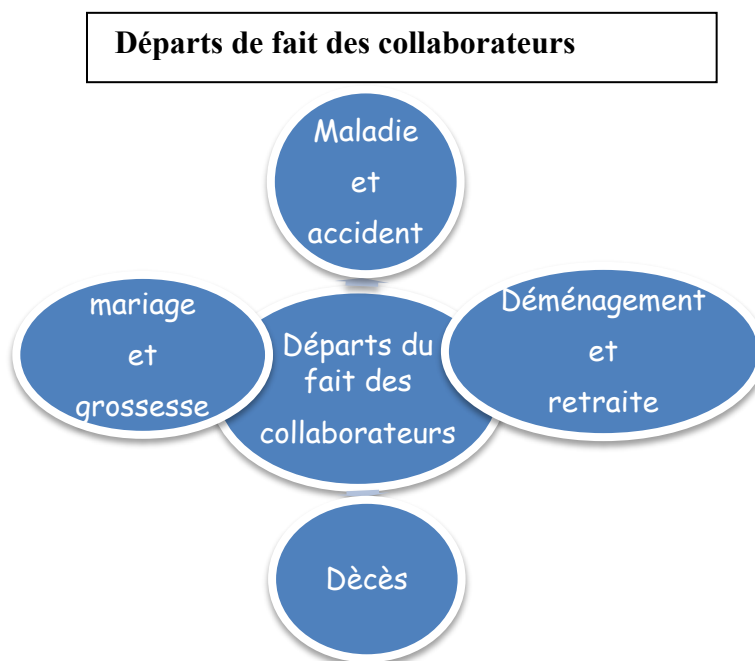 Départs de fait des collaborateurs
Maladie
et
accident
mariage
et
grossesse
Départs du
fait des
collaborateurs
Déménagement
et
retraite
Dècès